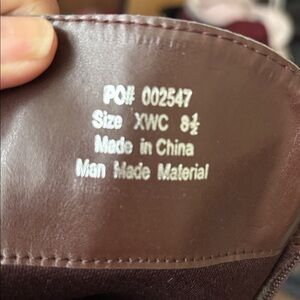 PO# 002547
Size XWC 8½
Made in China
Man Made Material